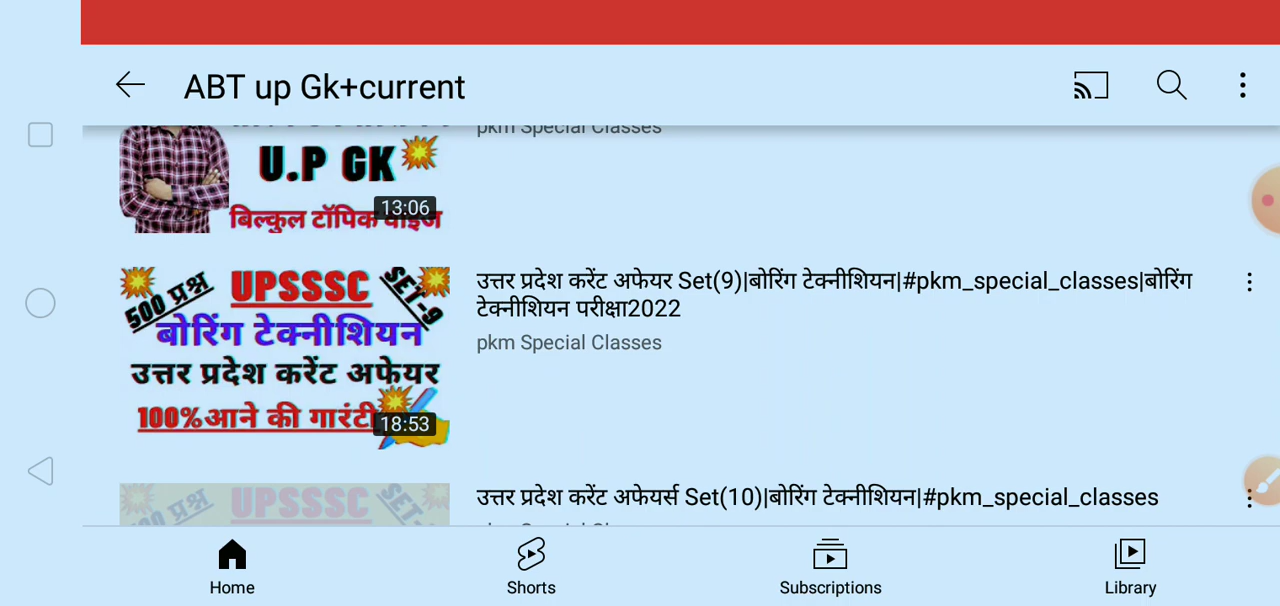 ABT up Gk+current
pkm Special Classes
U.P GK
13:06
बिल्कुल टॉपिक वाइज
500 प्रश्न
UPSSSC
SET-9
बोरिंग टेक्नीशियन
उत्तर प्रदेश करेंट अफेयर
100%आने की गारंटी
18:53
उत्तर प्रदेश करेंट अफेयर Set(9)|बोरिंग टेक्नीशियन|#pkm_special_classes|बोरिंग
टेक्नीशियन परीक्षा2022
pkm Special Classes
UPSSSC
उत्तर प्रदेश करेंट अफेयर्स Set(10)|बोरिंग टेक्नीशियन|#pkm_special_classes
Home
Shorts
Subscriptions
Library